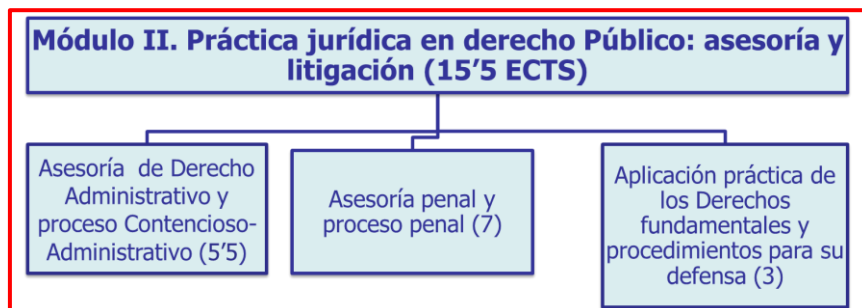 Módulo II. Práctica jurídica en derecho Público: asesoría y
litigación (15’5 ECTS)
Asesoría de Derecho
Administrativo y
proceso Contencioso-
Administrativo (5’5)
Asesoría penal y
proceso penal (7)
Aplicación práctica de
los Derechos
fundamentales y
procedimientos para su
defensa (3)